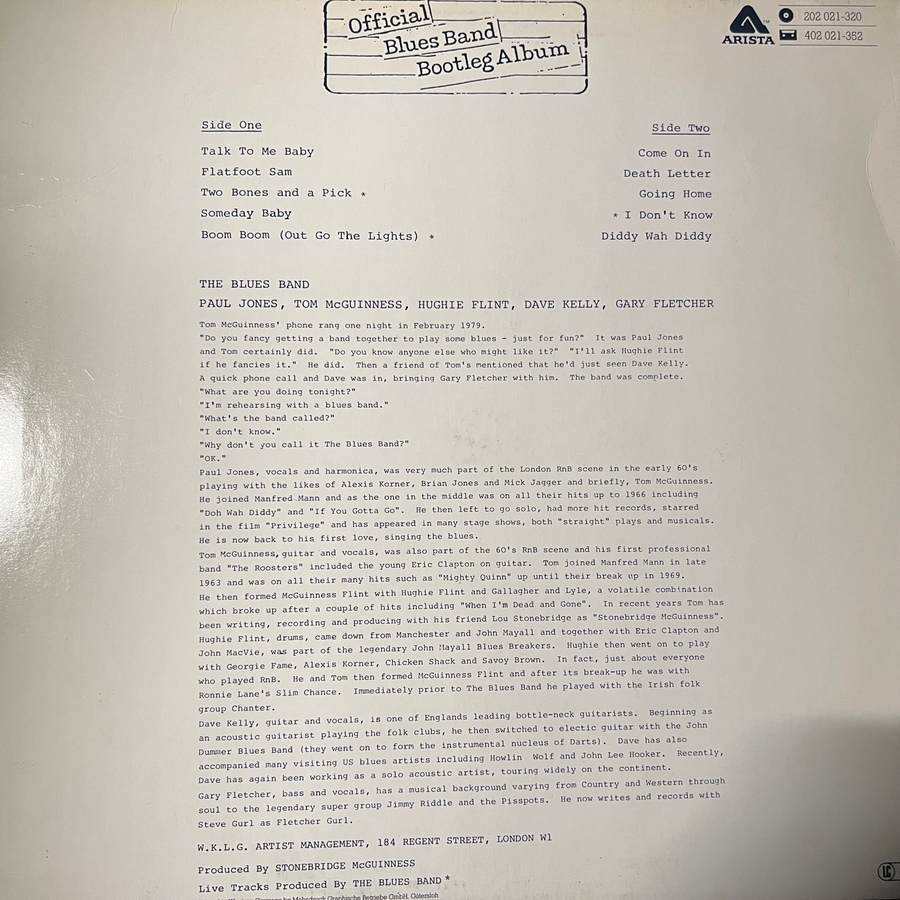 Official
Blues Band
Bootleg Album
ARISTA
202 021-320
402 021-352
Side One
Talk To Me Baby
Flatfoot Sam
Two Bones and a Pick *
Someday Baby
Boom Boom (Out Go The Lights) *
Side Two
Come On In
Death Letter
Going Home
* I Don't Know
Diddy Wah Diddy
THE BLUES BAND
PAUL JONES, TOM McGUINNESS, HUGHIE FLINT, DAVE KELLY, GARY FLETCHER
Tom McGuinness' phone rang one night in February 1979.
"Do you fancy getting a band together to play some blues - just for fun?" It was Paul Jones
and Tom certainly did. "Do you know anyone else who might like it?" "I'll ask Hughie Flint
if he fancies it." He did. Then a friend of Tom's mentioned that he'd just seen Dave Kelly.
A quick phone call and Dave was in, bringing Gary Fletcher with him. The band was complete.
"What are you doing tonight?"
"I'm rehearsing with a blues band."
"What's the band called?"
"I don't know."
"Why don't you call it The Blues Band?"
"OK."
Paul Jones, vocals and harmonica, was very much part of the London RnB scene in the early 60's
playing with the likes of Alexis Korner, Brian Jones and Mick Jagger and briefly, Tom McGuinness.
He joined Manfred Mann and as the one in the middle was on all their hits up to 1966 including
"Doh Wah Diddy" and "If You Gotta Go". He then left to go solo, had more hit records, starred
in the film "Privilege" and has appeared in many stage shows, both "straight" plays and musicals.
He is now back to his first love, singing the blues.
Tom McGuinness, guitar and vocals, was also part of the 60's RnB scene and his first professional
band "The Roosters" included the young Eric Clapton on guitar. Tom joined Manfred Mann in late
1963 and was on all their many hits such as "Mighty Quinn" up until their break up in 1969.
He then formed McGuinness Flint with Hughie Flint and Gallagher and Lyle, a volatile combination
which broke up after a couple of hits including "When I'm Dead and Gone". In recent years Tom has
been writing, recording and producing with his friend Lou Stonebridge as "Stonebridge McGuinness".
Hughie Flint, drums, came down from Manchester and John Mayall and together with Eric Clapton and
John MacVie, was part of the legendary John Mayall Blues Breakers. Hughie then went on to play
with Georgie Fame, Alexis Korner, Chicken Shack and Savoy Brown. In fact, just about everyone
who played RnB. He and Tom then formed McGuinness Flint and after its break-up he was with
Ronnie Lane's Slim Chance. Immediately prior to The Blues Band he played with the Irish folk
group Chanter.
Dave Kelly, guitar and vocals, is one of Englands leading bottle-neck guitarists. Beginning as
an acoustic guitarist playing the folk clubs, he then switched to electic guitar with the John
Dummer Blues Band (they went on to form the instrumental nucleus of Darts). Dave has also
accompanied many visiting US blues artists including Howlin Wolf and John Lee Hooker. Recently,
Dave has again been working as a solo acoustic artist, touring widely on the continent.
Gary Fletcher, bass and vocals, has a musical background varying from Country and Western through
soul to the legendary super group Jimmy Riddle and the Pisspots. He now writes and records with
Steve Gurl as Fletcher Gurl.
W.K.L.G. ARTIST MANAGEMENT, 184 REGENT STREET, LONDON W1
Produced By STONEBRIDGE McGUINNESS
Live Tracks Produced By THE BLUES BAND *
Graphische Betriebe GmbH, Gütersloh
LC